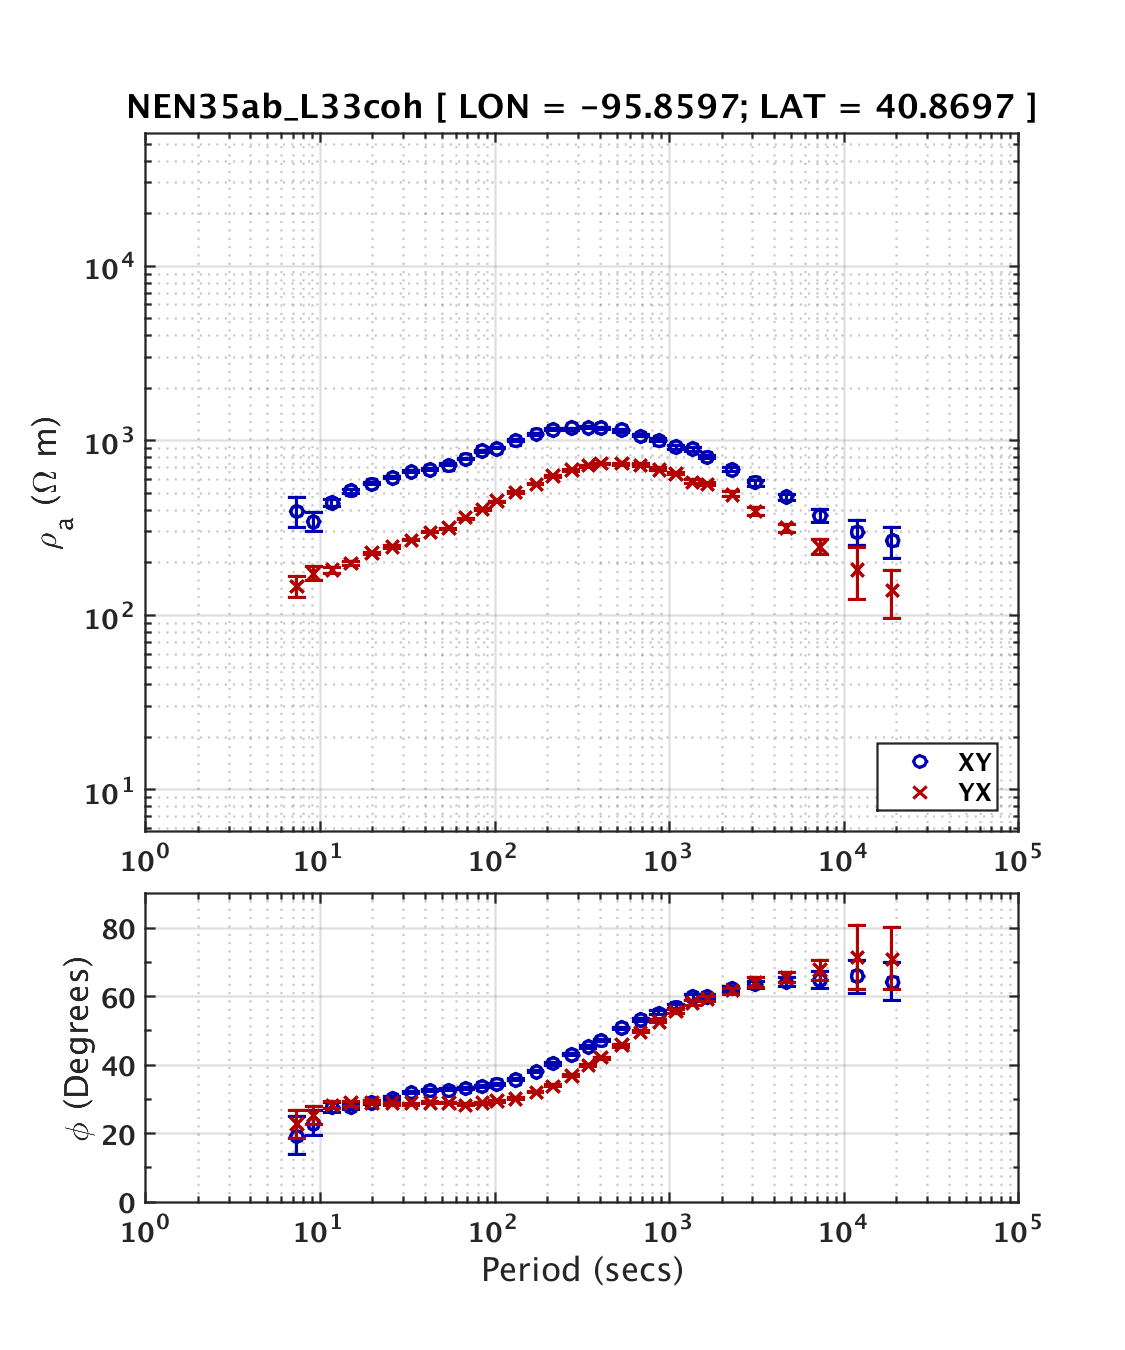 NEN35ab_L33coh [ LON = -95.8597; LAT = 40.8697 ]
10⁴
10³
10²
10¹
ρₐ (Ω m)
XY
YX
10⁰ 10¹ 10² 10³ 10⁴ 10⁵
80
60
40
20
0
ϕ (Degrees)
10⁰ 10¹ 10² 10³ 10⁴ 10⁵
Period (secs)